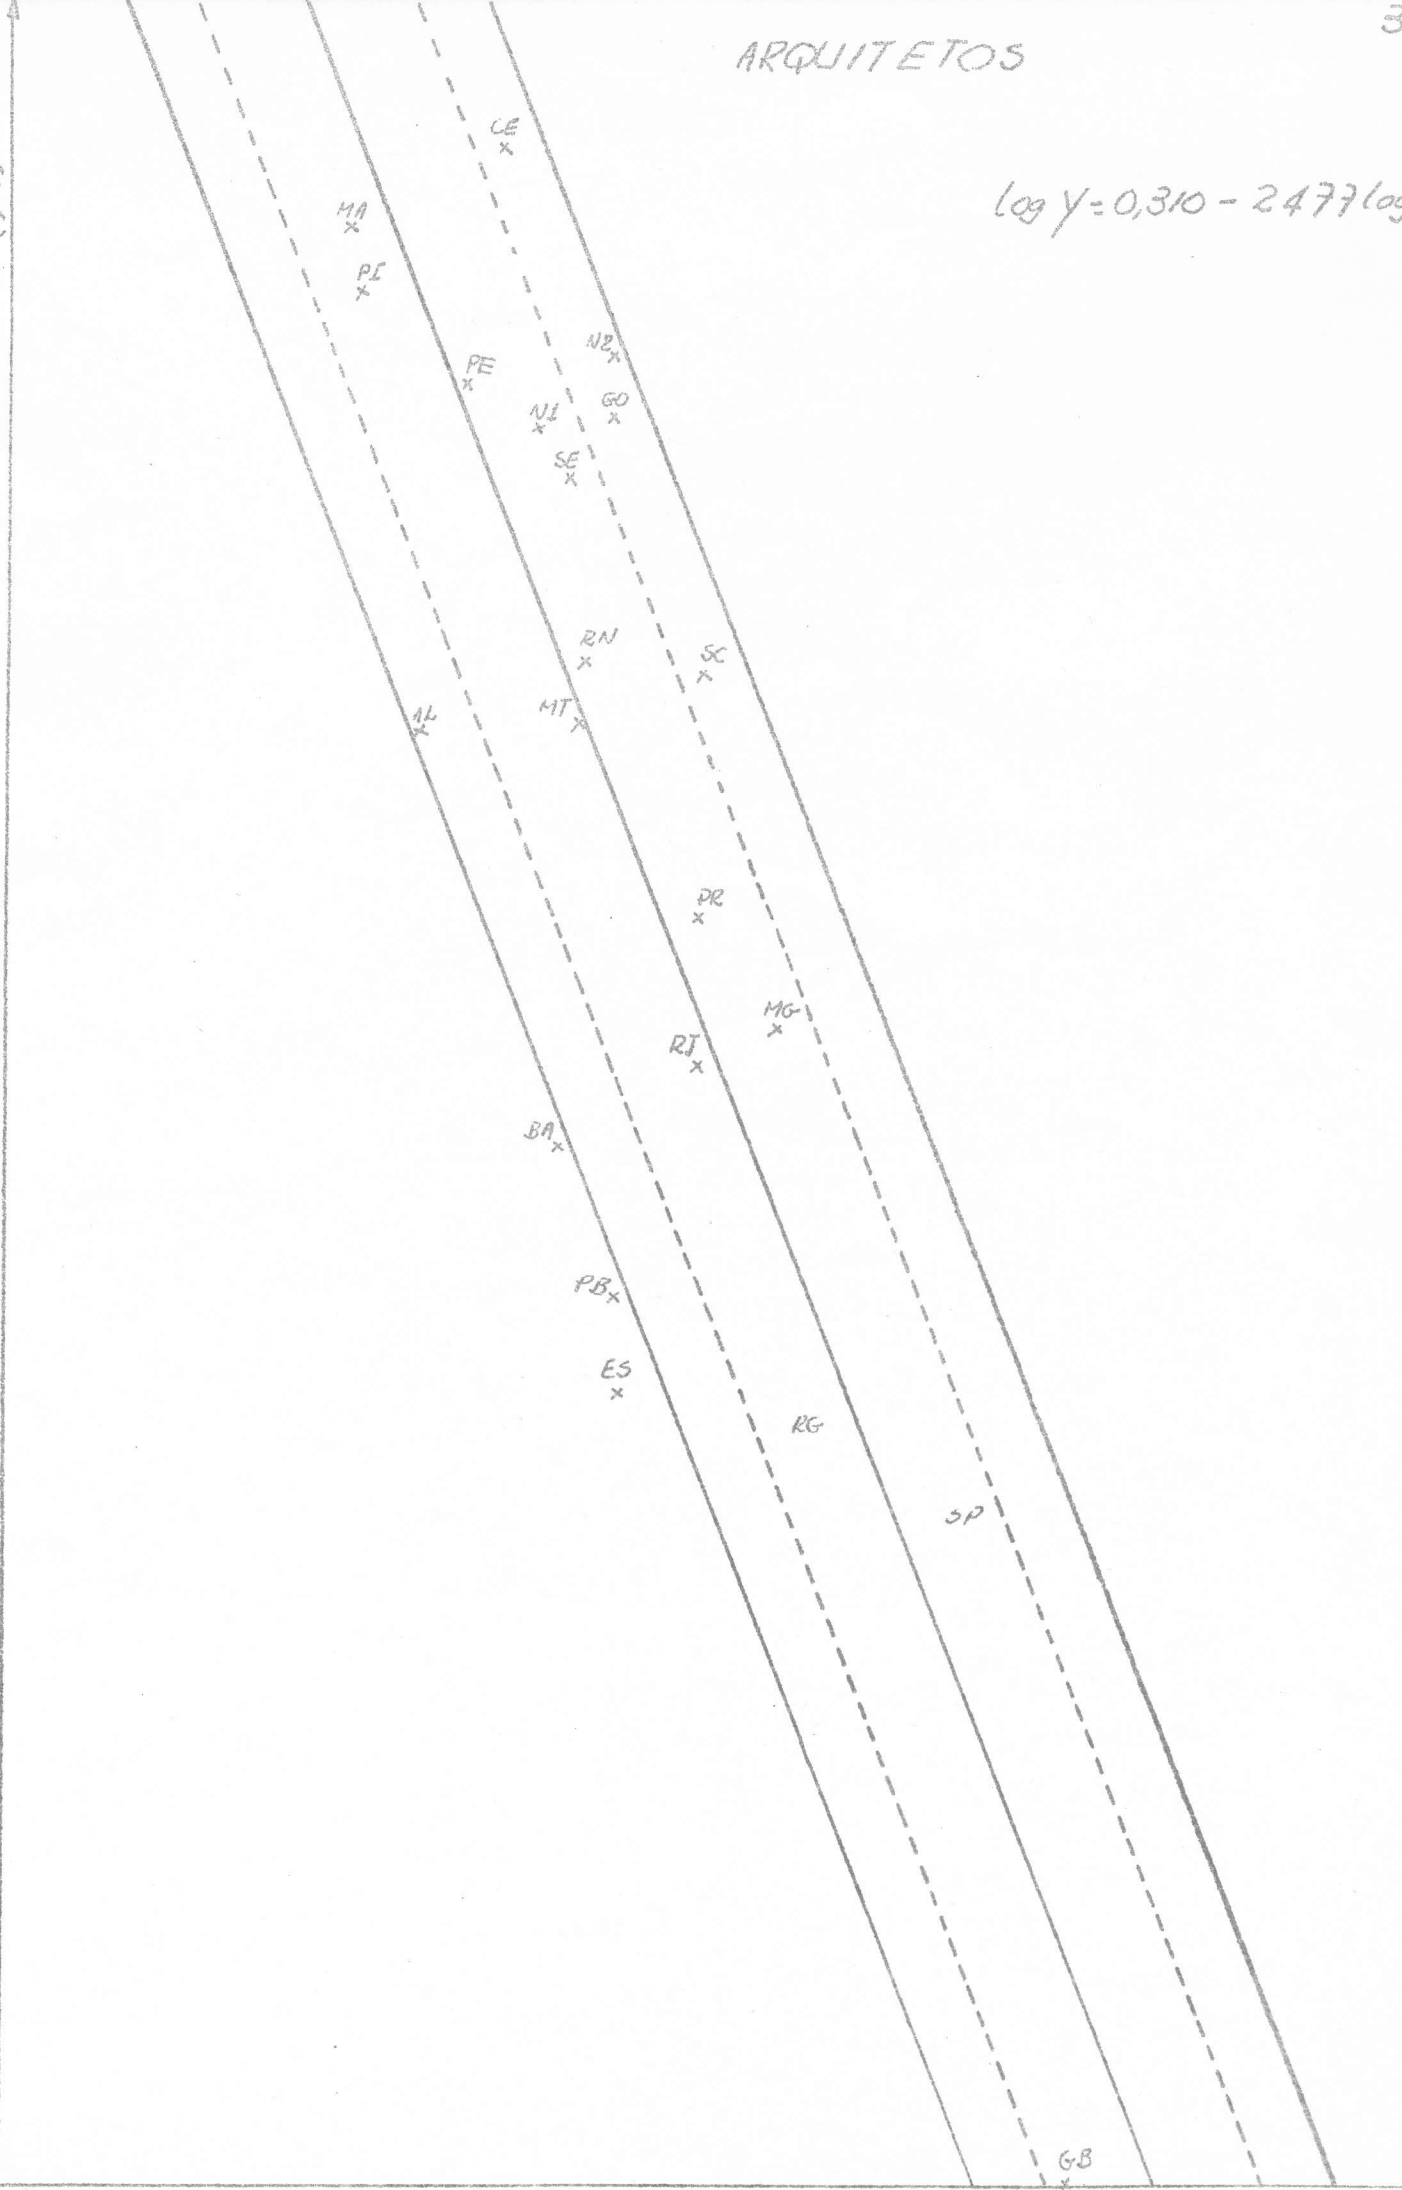 3
ARQUITETOS
CE
log y = 0,310 - 2477 log
MA
PI
N2
PE
GO
N1
SE
RN
SC
MT
AL
PR
MG
RJ
BA
PB
ES
RG
SP
GB